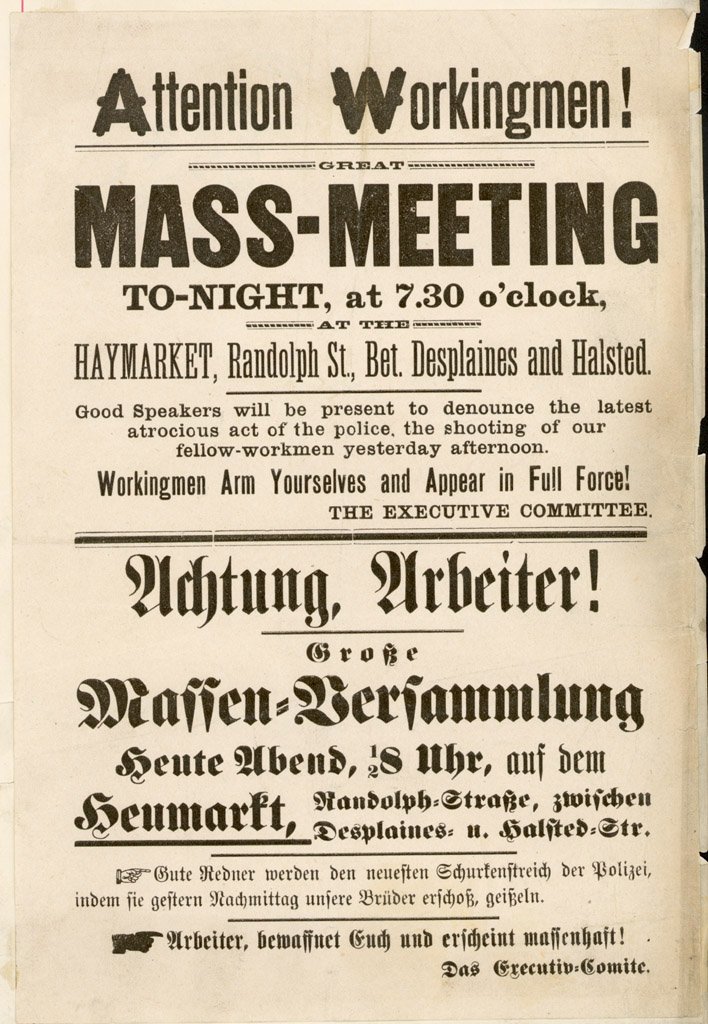 Attention Workingmen!
GREAT
MASS-MEETING
TO-NIGHT, at 7.30 o'clock,
AT THE
HAYMARKET, Randolph St., Bet. Desplaines and Halsted.
Good Speakers will be present to denounce the latest
atrocious act of the police, the shooting of our
fellow-workmen yesterday afternoon.
Workingmen Arm Yourselves and Appear in Full Force!
THE EXECUTIVE COMMITTEE.
Achtung, Arbeiter!
Große
Massen-Versammlung
Heute Abend, ½8 Uhr, auf dem
Heumarkt, Randolph-Straße, zwischen
Desplaines- u. Halsted-Str.
Gute Redner werden den neuesten Schurkenstreich der Polizei,
indem sie gestern Nachmittag unsere Brüder erschoß, geißeln.
Arbeiter, bewaffnet Euch und erscheint massenhaft!
Das Executiv-Comite.